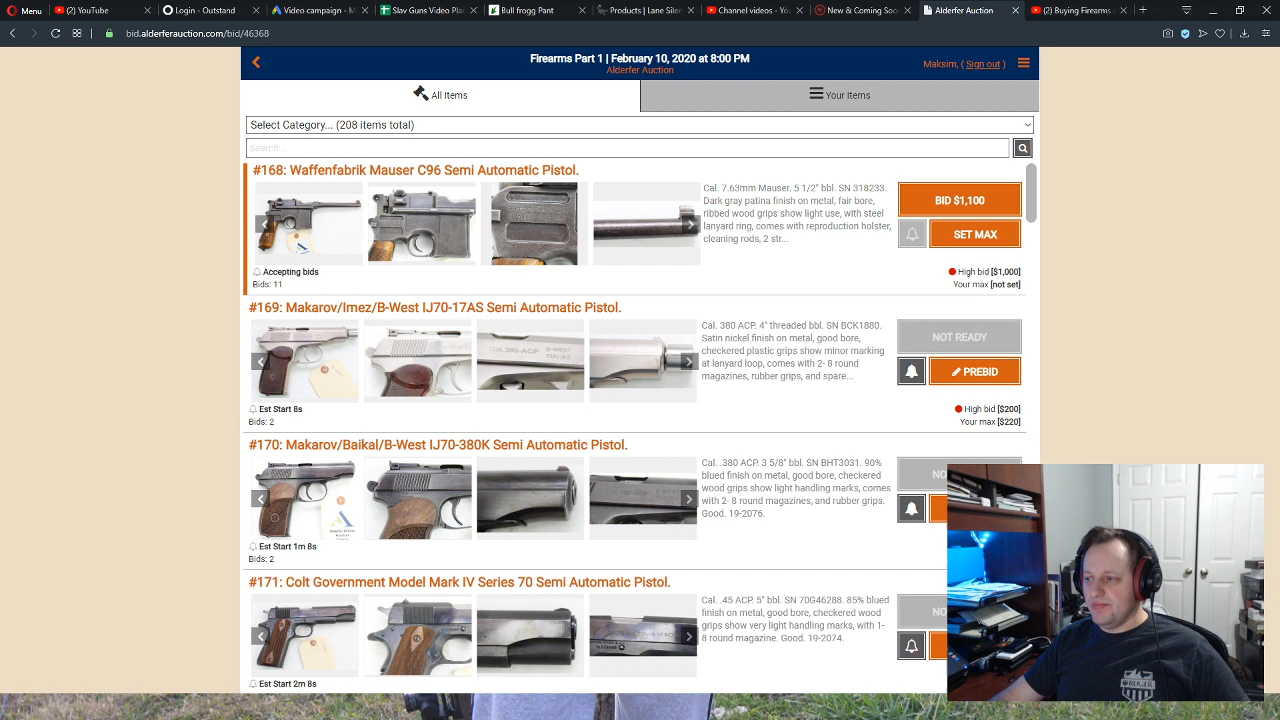 Menu
(2) YouTube
Login - Outstand
Video campaign - M
Slav Guns Video Pla
Bull frogg Pant
Products | Lane Silen
Channel videos - Yo
New & Coming Soo
Alderfer Auction
(2) Buying Firearms
bid.alderferauction.com/bid/46368
Firearms Part 1 | February 10, 2020 at 8:00 PM
Alderfer Auction
Maksim, ( Sign out )
All Items
Your Items
Select Category... (208 items total)
Search...
#168: Waffenfabrik Mauser C96 Semi Automatic Pistol.
Cal. 7.63mm Mauser. 5 1/2" bbl. SN 318233.
Dark gray patina finish on metal, fair bore,
ribbed wood grips show light use, with steel
lanyard ring, comes with reproduction holster,
cleaning rods, 2 str...
BID $1,100
SET MAX
Accepting bids
Bids: 11
High bid [$1,000]
Your max [not set]
#169: Makarov/Imez/B-West IJ70-17AS Semi Automatic Pistol.
Cal. 380 ACP. 4" threaded bbl. SN BCK1880.
Satin nickel finish on metal, good bore,
checkered plastic grips show minor marking
at lanyard loop, comes with 2- 8 round
magazines, rubber grips, and spare...
NOT READY
PREBID
Est Start 8s
Bids: 2
High bid [$200]
Your max [$220]
#170: Makarov/Baikal/B-West IJ70-380K Semi Automatic Pistol.
Cal. .380 ACP. 3 5/8" bbl. SN BHT3031. 90%
blued finish on metal, good bore, checkered
wood grips show light handling marks, comes
with 2- 8 round magazines, and rubber grips.
Good. 19-2076.
NO
Est Start 1m 8s
Bids: 2
#171: Colt Government Model Mark IV Series 70 Semi Automatic Pistol.
Cal. .45 ACP. 5" bbl. SN 70G46288. 85% blued
finish on metal, good bore, checkered wood
grips show very light handling marks, with 1-
8 round magazine. Good. 19-2074.
NO
Est Start 2m 8s
RUGER